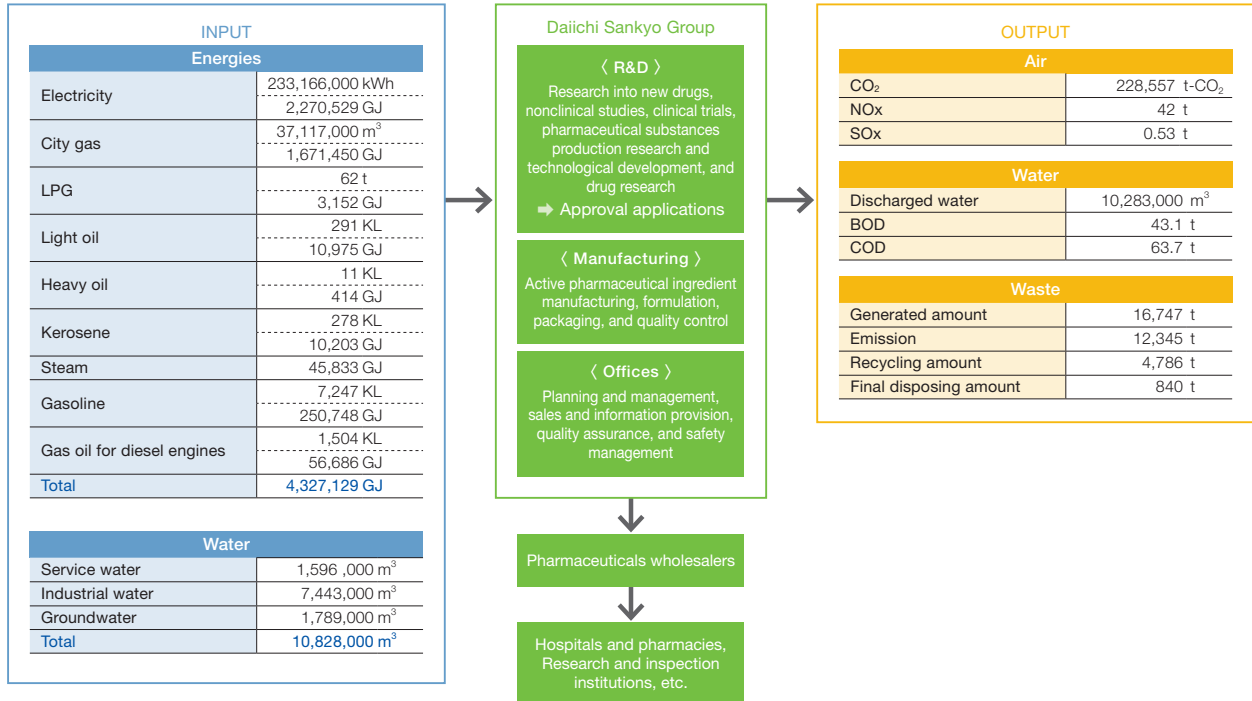 INPUT
Energies
Electricity
233,166,000 kWh
2,270,529 GJ
City gas
37,117,000 m³
1,671,450 GJ
LPG
62 t
3,152 GJ
Light oil
291 KL
10,975 GJ
Heavy oil
11 KL
414 GJ
Kerosene
278 KL
10,203 GJ
Steam
45,833 GJ
Gasoline
7,247 KL
250,748 GJ
Gas oil for diesel engines
1,504 KL
56,686 GJ
Total
4,327,129 GJ
Water
Service water
1,596 ,000 m³
Industrial water
7,443,000 m³
Groundwater
1,789,000 m³
Total
10,828,000 m³
Daiichi Sankyo Group
〈 R&D 〉
Research into new drugs,
nonclinical studies, clinical trials,
pharmaceutical substances
production research and
technological development, and
drug research
➡ Approval applications
〈 Manufacturing 〉
Active pharmaceutical ingredient
manufacturing, formulation,
packaging, and quality control
〈 Offices 〉
Planning and management,
sales and information provision,
quality assurance, and safety
management
Pharmaceuticals wholesalers
Hospitals and pharmacies,
Research and inspection
institutions, etc.
OUTPUT
Air
CO₂
228,557 t-CO₂
NOx
42 t
SOx
0.53 t
Water
Discharged water
10,283,000 m³
BOD
43.1 t
COD
63.7 t
Waste
Generated amount
16,747 t
Emission
12,345 t
Recycling amount
4,786 t
Final disposing amount
840 t